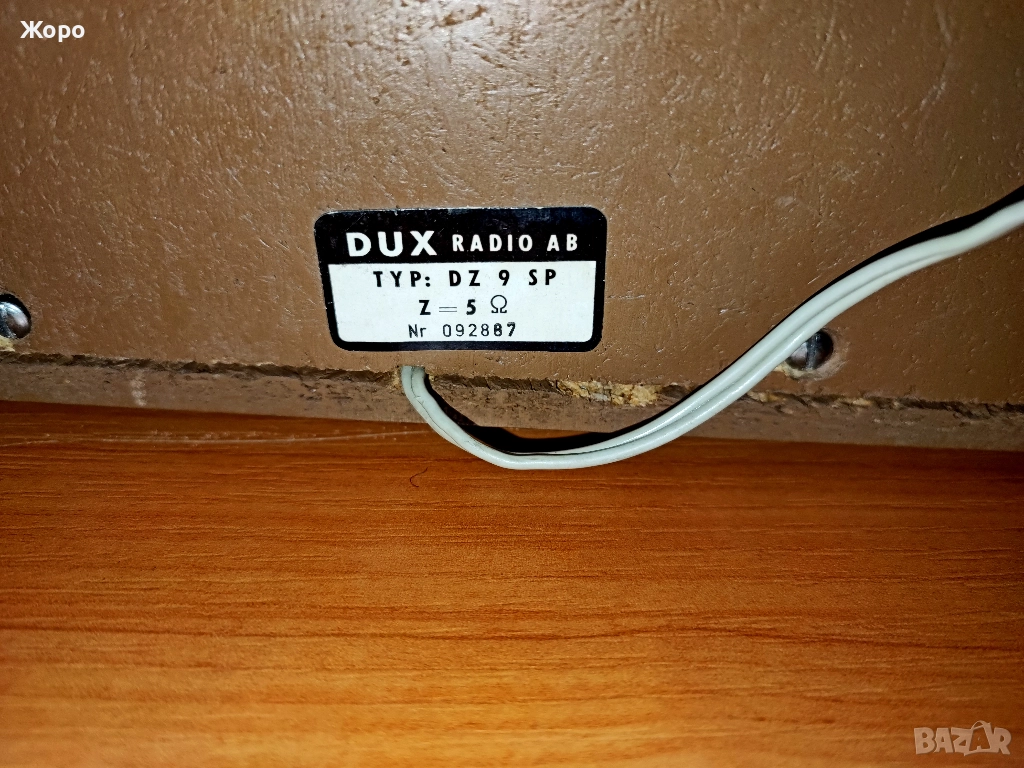 Жоро
DUX RADIO AB
TYP: DZ 9 SP
Z = 5 Ω
Nr 092887
BAZAR